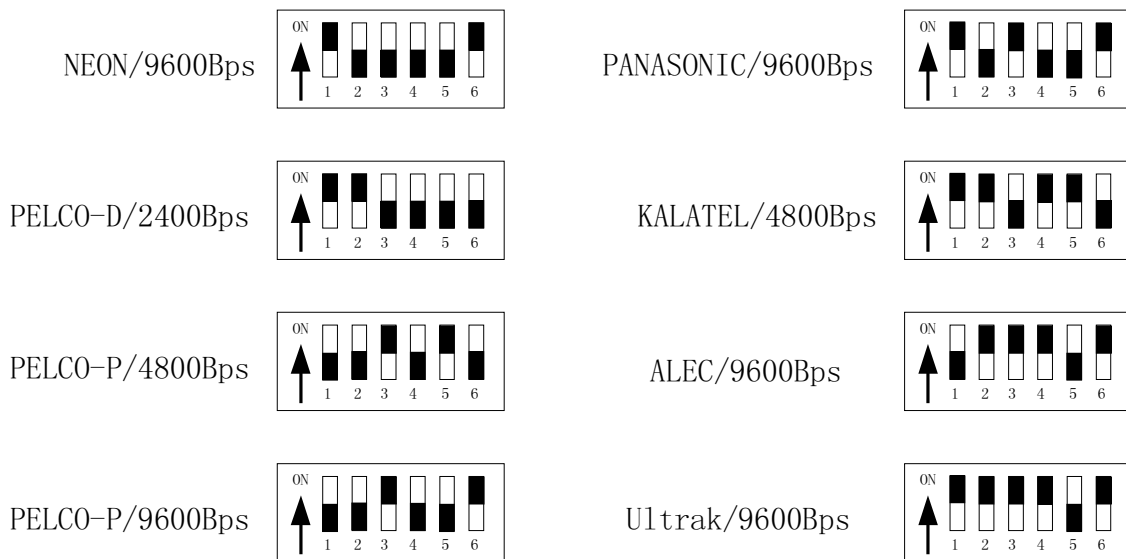 NEON/9600Bps ON 1 2 3 4 5 6
PANASONIC/9600Bps ON 1 2 3 4 5 6
PELCO-D/2400Bps ON 1 2 3 4 5 6
KALATEL/4800Bps ON 1 2 3 4 5 6
PELCO-P/4800Bps ON 1 2 3 4 5 6
ALEC/9600Bps ON 1 2 3 4 5 6
PELCO-P/9600Bps ON 1 2 3 4 5 6
Ultrak/9600Bps ON 1 2 3 4 5 6